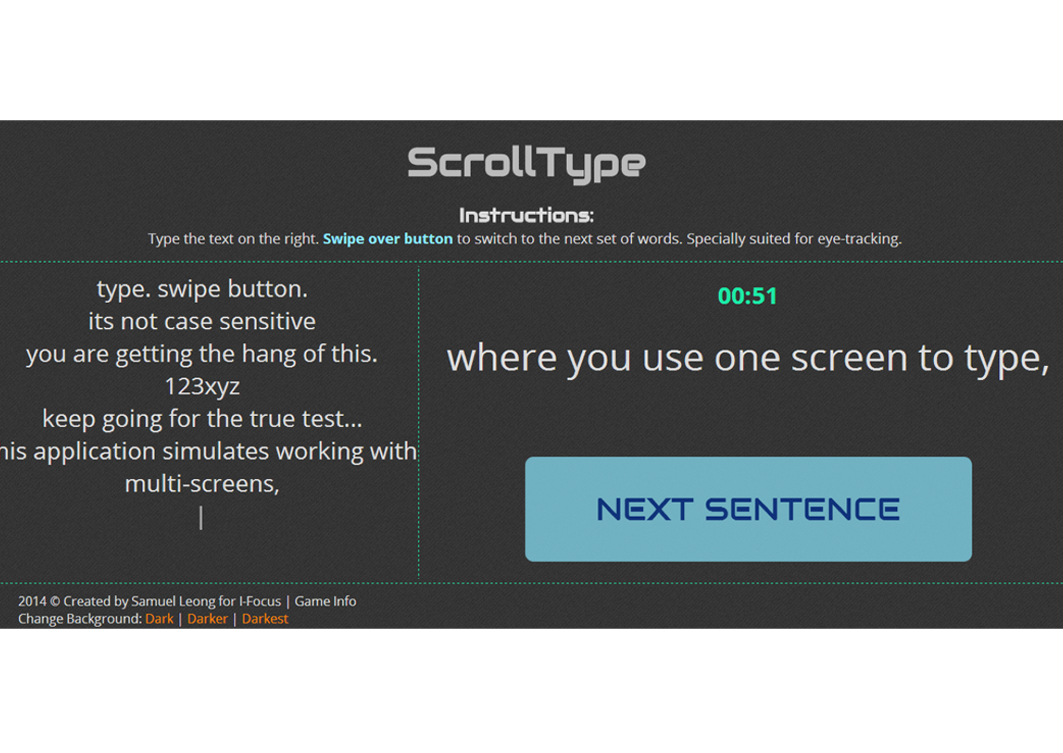 ScrollType
Instructions:
Type the text on the right. Swipe over button to switch to the next set of words. Specially suited for eye-tracking.
type. swipe button.
its not case sensitive
you are getting the hang of this.
123xyz
keep going for the true test...
his application simulates working with
multi-screens,
00:51
where you use one screen to type,
NEXT SENTENCE
2014 © Created by Samuel Leong for I-Focus | Game Info
Change Background: Dark | Darker | Darkest